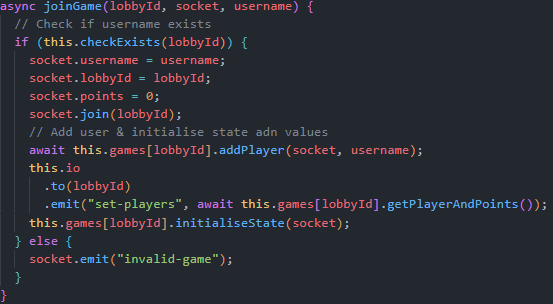 async joinGame(lobbyId, socket, username) {
// Check if username exists
if (this.checkExists(lobbyId)) {
socket.username = username;
socket.lobbyId = lobbyId;
socket.points = 0;
socket.join(lobbyId);
// Add user & initialise state adn values
await this.games[lobbyId].addPlayer(socket, username);
this.io
.to(lobbyId)
.emit("set-players", await this.games[lobbyId].getPlayerAndPoints());
this.games[lobbyId].initialiseState(socket);
} else {
socket.emit("invalid-game");
}
}